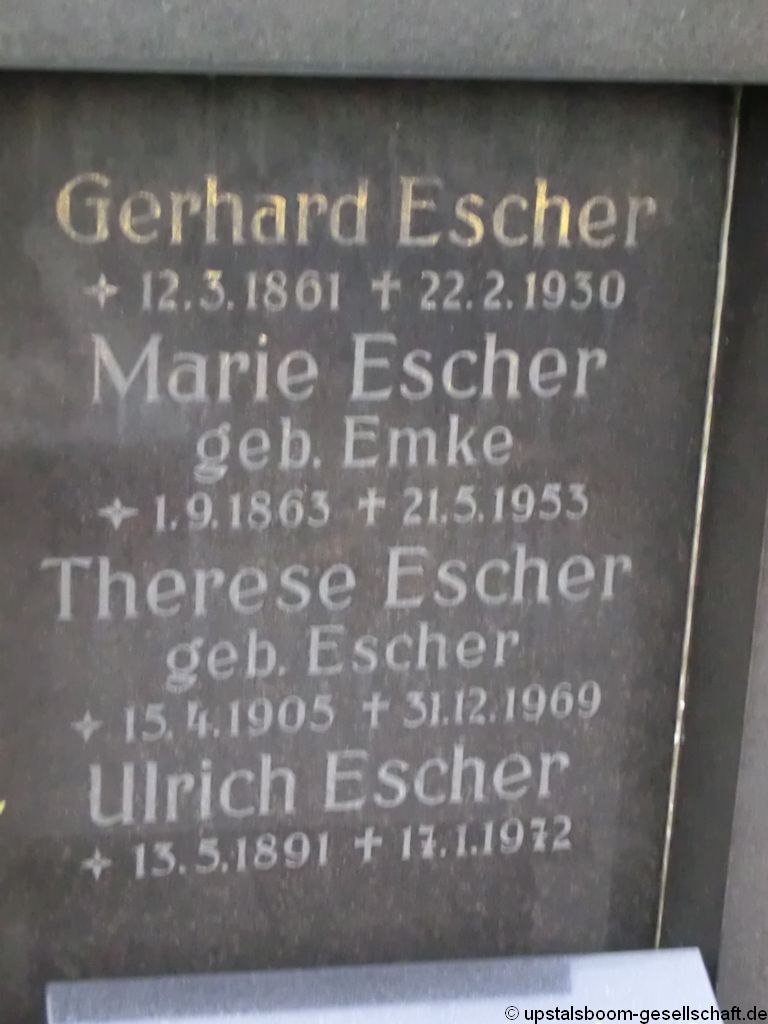 Gerhard Escher
✧ 12.3.1861 ✝ 22.2.1930
Marie Escher
geb. Emke
✧ 1.9.1863 ✝ 21.5.1953
Therese Escher
geb. Escher
✧ 15.4.1905 ✝ 31.12.1969
Ulrich Escher
✧ 13.5.1891 ✝ 17.1.1972
© upstalsboom-gesellschaft.de